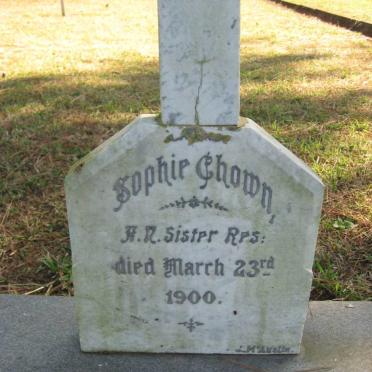 Sophie Chown,
A.N. Sister Res:
died March 23rd
1900.